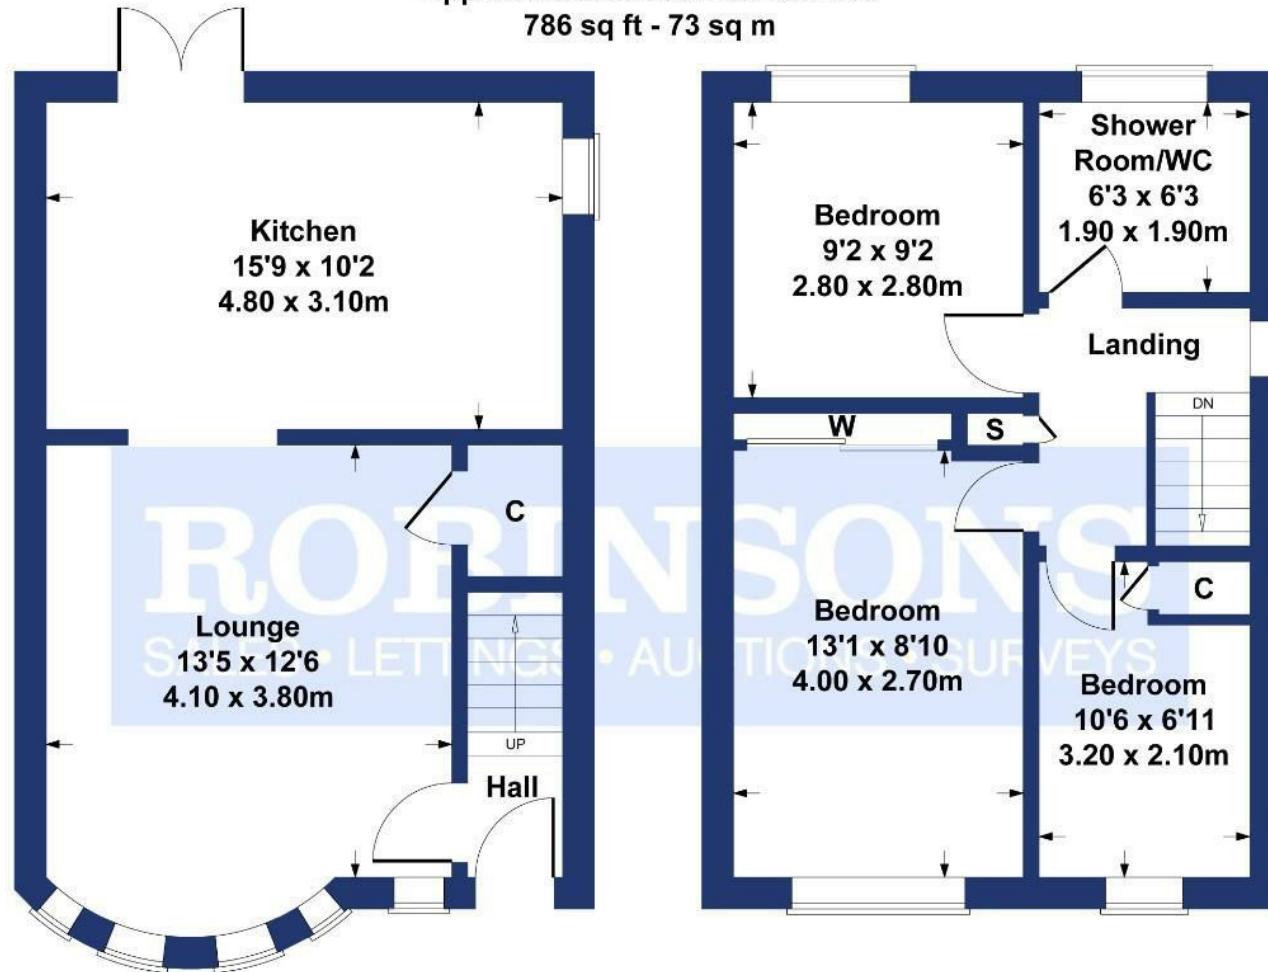 786 sq ft - 73 sq m
Kitchen
15'9 x 10'2
4.80 x 3.10m
Lounge
13'5 x 12'6
4.10 x 3.80m
C
UP
Hall
Bedroom
9'2 x 9'2
2.80 x 2.80m
Shower
Room/WC
6'3 x 6'3
1.90 x 1.90m
Landing
DN
W
S
Bedroom
13'1 x 8'10
4.00 x 2.70m
C
Bedroom
10'6 x 6'11
3.20 x 2.10m
ROBINSONS
SALES • LETTINGS • AUCTIONS • SURVEYS